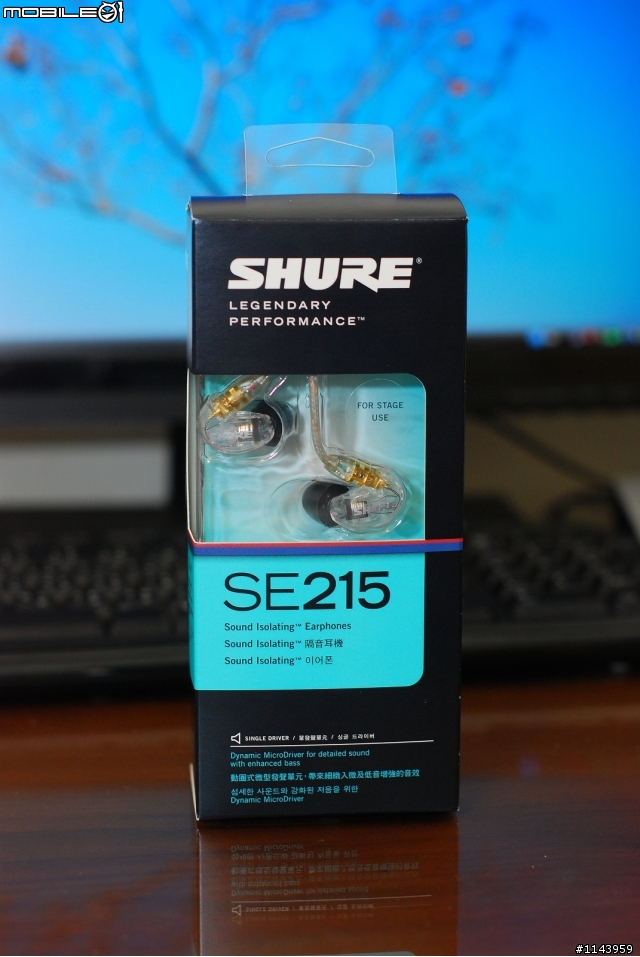 MOBILE01
SHURE®
LEGENDARY
PERFORMANCE™
FOR STAGE
USE
SHURE
SE215
Sound Isolating™ Earphones
Sound Isolating™ 隔音耳機
Sound Isolating™ 이어폰
SINGLE DRIVER / 單發聲單元 / 싱글 드라이버
Dynamic MicroDriver for detailed sound
with enhanced bass
動圈式微型發聲單元，帶來細緻入微及低音增強的音效
섬세한 사운드와 강화된 저음을 위한
Dynamic MicroDriver
#1143959